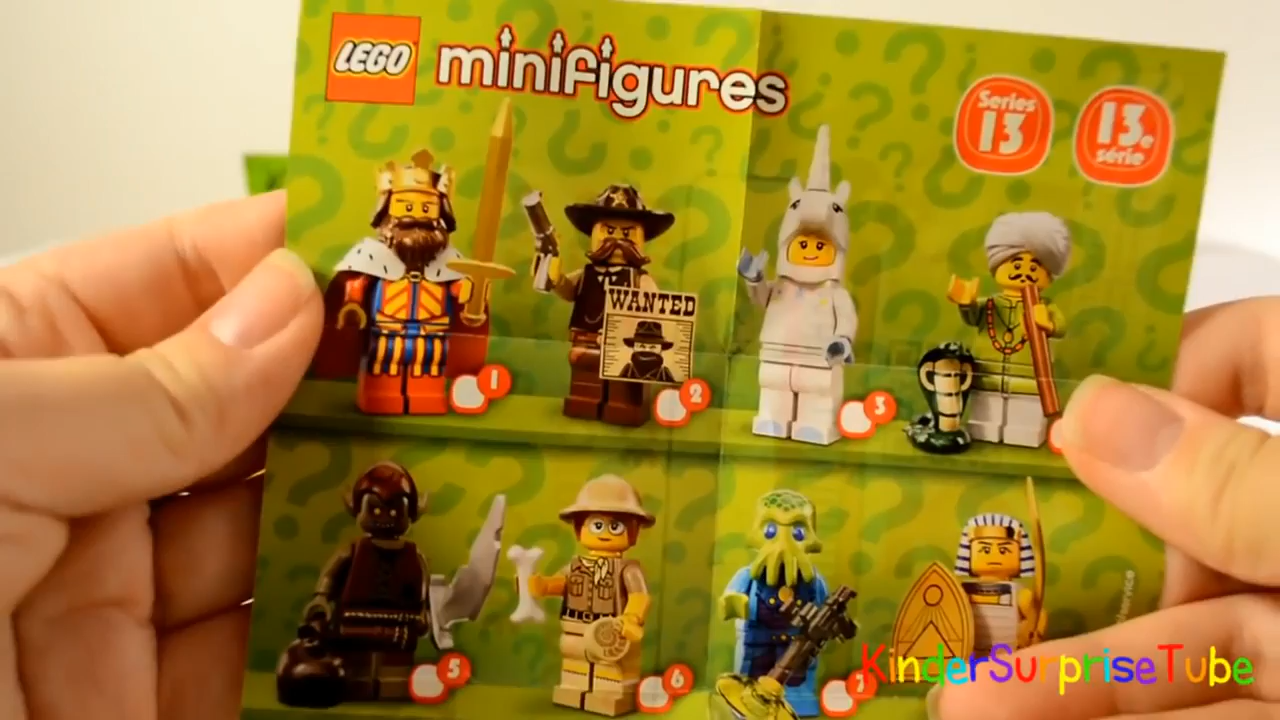 LEGO minifigures
Series 13
13e série
WANTED
1
2
3
5
6
7
KinderSurpriseTube